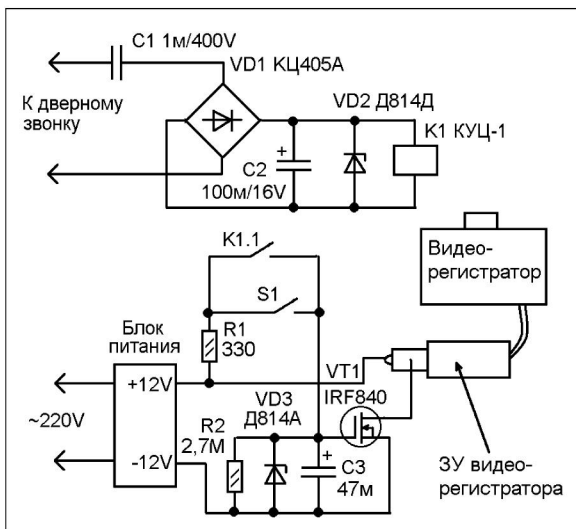 C1 1м/400V
VD1 КЦ405А
К дверному
звонку
VD2 Д814Д
K1 КУЦ-1
+
C2
100м/16V
K1.1
Видео-
регистратор
S1
Блок
питания
R1
330
VT1
+12V
IRF840
VD3
Д814А
~220V
R2
2,7М
-12V
+
C3
47м
ЗУ видео-
регистратора